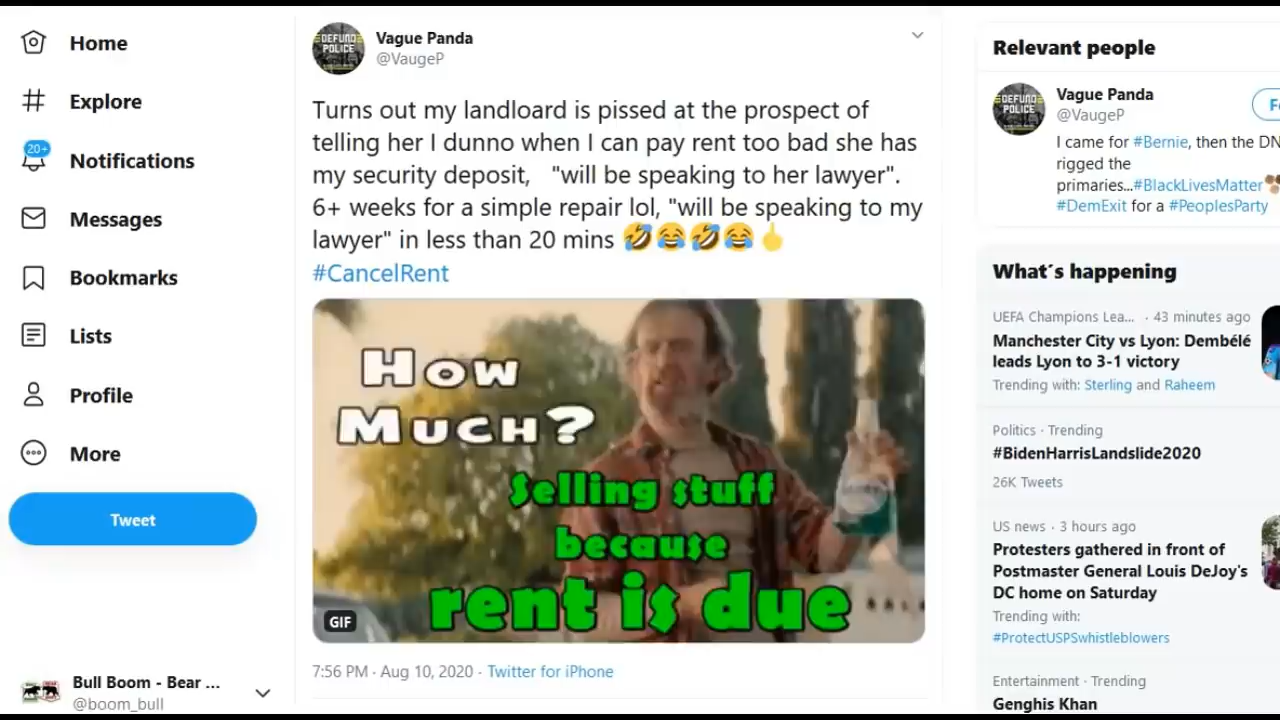 Home
Explore
20+
Notifications
Messages
Bookmarks
Lists
Profile
More
Tweet
Bull Boom - Bear ...
@boom_bull
DEFUND
POLICE
Vague Panda
@VaugeP
Turns out my landloard is pissed at the prospect of
telling her I dunno when I can pay rent too bad she has
my security deposit, "will be speaking to her lawyer".
6+ weeks for a simple repair lol, "will be speaking to my
lawyer" in less than 20 mins 🤣😂🤣😂🖕
#CancelRent
How
Much?
Selling stuff
because
rent is due
GIF
7:56 PM · Aug 10, 2020 · Twitter for iPhone
Relevant people
DEFUND
POLICE
Vague Panda
@VaugeP
I came for #Bernie, then the DN
rigged the
primaries...#BlackLivesMatter
#DemExit for a #PeoplesParty
What´s happening
UEFA Champions Lea... · 43 minutes ago
Manchester City vs Lyon: Dembélé
leads Lyon to 3-1 victory
Trending with: Sterling and Raheem
Politics · Trending
#BidenHarrisLandslide2020
26K Tweets
US news · 3 hours ago
Protesters gathered in front of
Postmaster General Louis DeJoy's
DC home on Saturday
Trending with:
#ProtectUSPSwhistleblowers
Entertainment · Trending
Genghis Khan